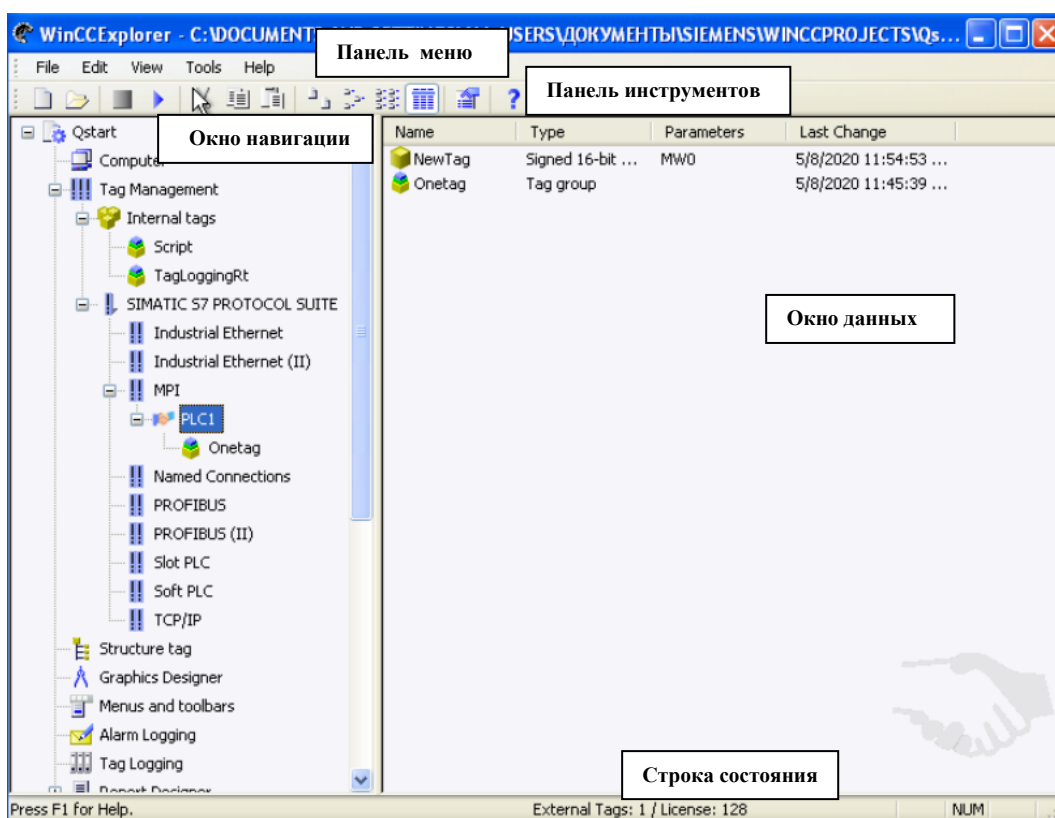 WinCCExplorer - C:\DOCUMENT USERS\ДОКУМЕНТЫ\SIEMENS\WINCCPROJECTS\Qs...
Панель меню
File Edit View Tools Help
Панель инструментов
Окно навигации
Qstart
Computer
Tag Management
Internal tags
Script
TagLoggingRt
SIMATIC S7 PROTOCOL SUITE
Industrial Ethernet
Industrial Ethernet (II)
MPI
PLC1
Onetag
Named Connections
PROFIBUS
PROFIBUS (II)
Slot PLC
Soft PLC
TCP/IP
Structure tag
Graphics Designer
Menus and toolbars
Alarm Logging
Tag Logging
Report Designer
Name Type Parameters Last Change
NewTag Signed 16-bit ... MW0 5/8/2020 11:54:53 ...
Onetag Tag group 5/8/2020 11:45:39 ...
Окно данных
Строка состояния
Press F1 for Help. External Tags: 1 / License: 128 NUM